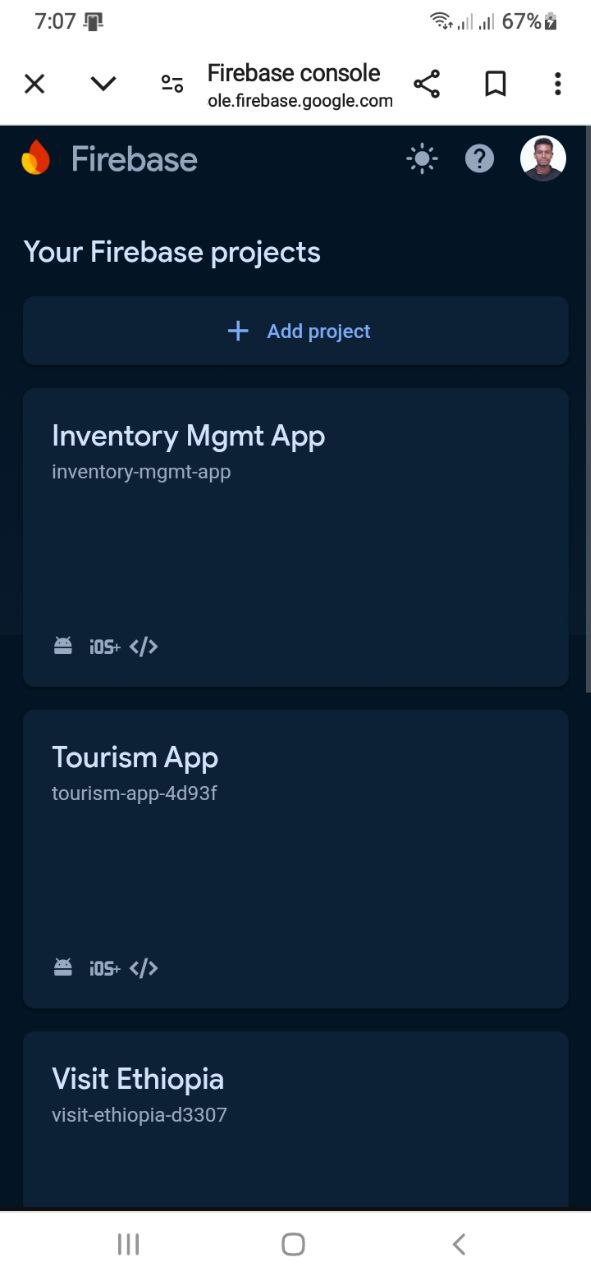 7:07
67%
Firebase console
ole.firebase.google.com
Firebase
Your Firebase projects
+ Add project
Inventory Mgmt App
inventory-mgmt-app
iOS+ </>
Tourism App
tourism-app-4d93f
iOS+ </>
Visit Ethiopia
visit-ethiopia-d3307